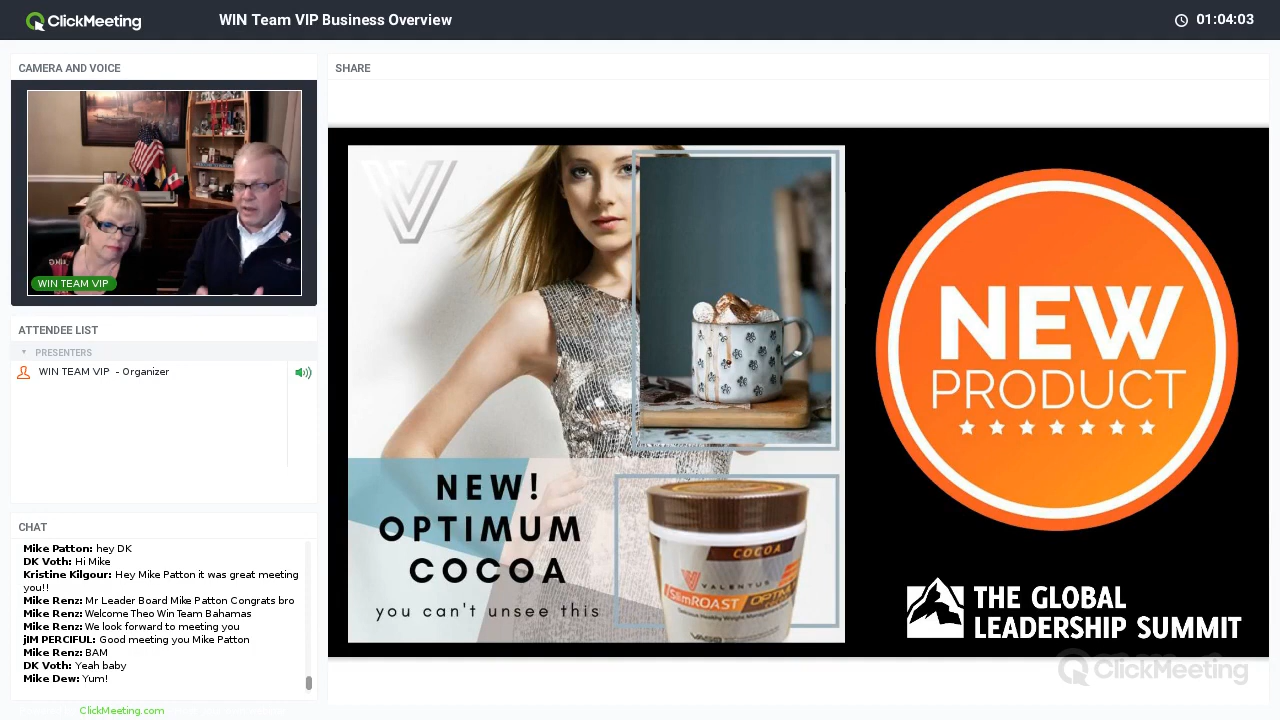 ClickMeeting
WIN Team VIP Business Overview
01:04:03
CAMERA AND VOICE
WIN TEAM VIP
ATTENDEE LIST
PRESENTERS
WIN TEAM VIP - Organizer
CHAT
Mike Patton: hey DK
DK Voth: Hi Mike
Kristine Kilgour: Hey Mike Patton it was great meeting
you!!
Mike Renz: Mr Leader Board Mike Patton Congrats bro
Mike Renz: Welcome Theo Win Team Bahamas
Mike Renz: We look forward to meeting you
jIM PERCIFUL: Good meeting you Mike Patton
Mike Renz: BAM
DK Voth: Yeah baby
Mike Dew: Yum!
ClickMeeting.com
SHARE
NEW!
OPTIMUM
COCOA
you can't unsee this
COCOA
VALENTUS
SlimROAST
NEW
PRODUCT
THE GLOBAL
LEADERSHIP SUMMIT
ClickMeeting